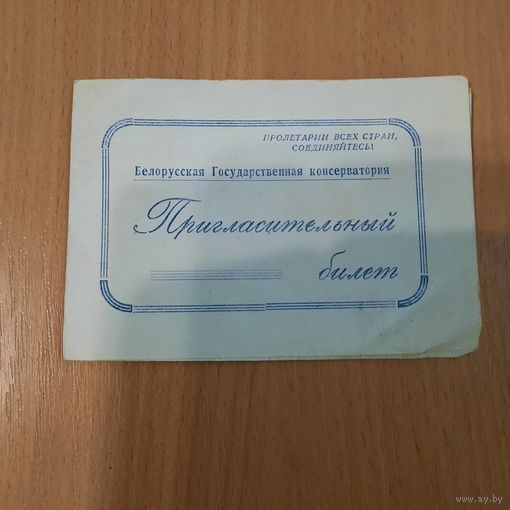 ПРОЛЕТАРИИ ВСЕХ СТРАН,
СОЕДИНЯЙТЕСЬ!
Белорусская Государственная консерватория
Пригласительный
билет
www.ay.by